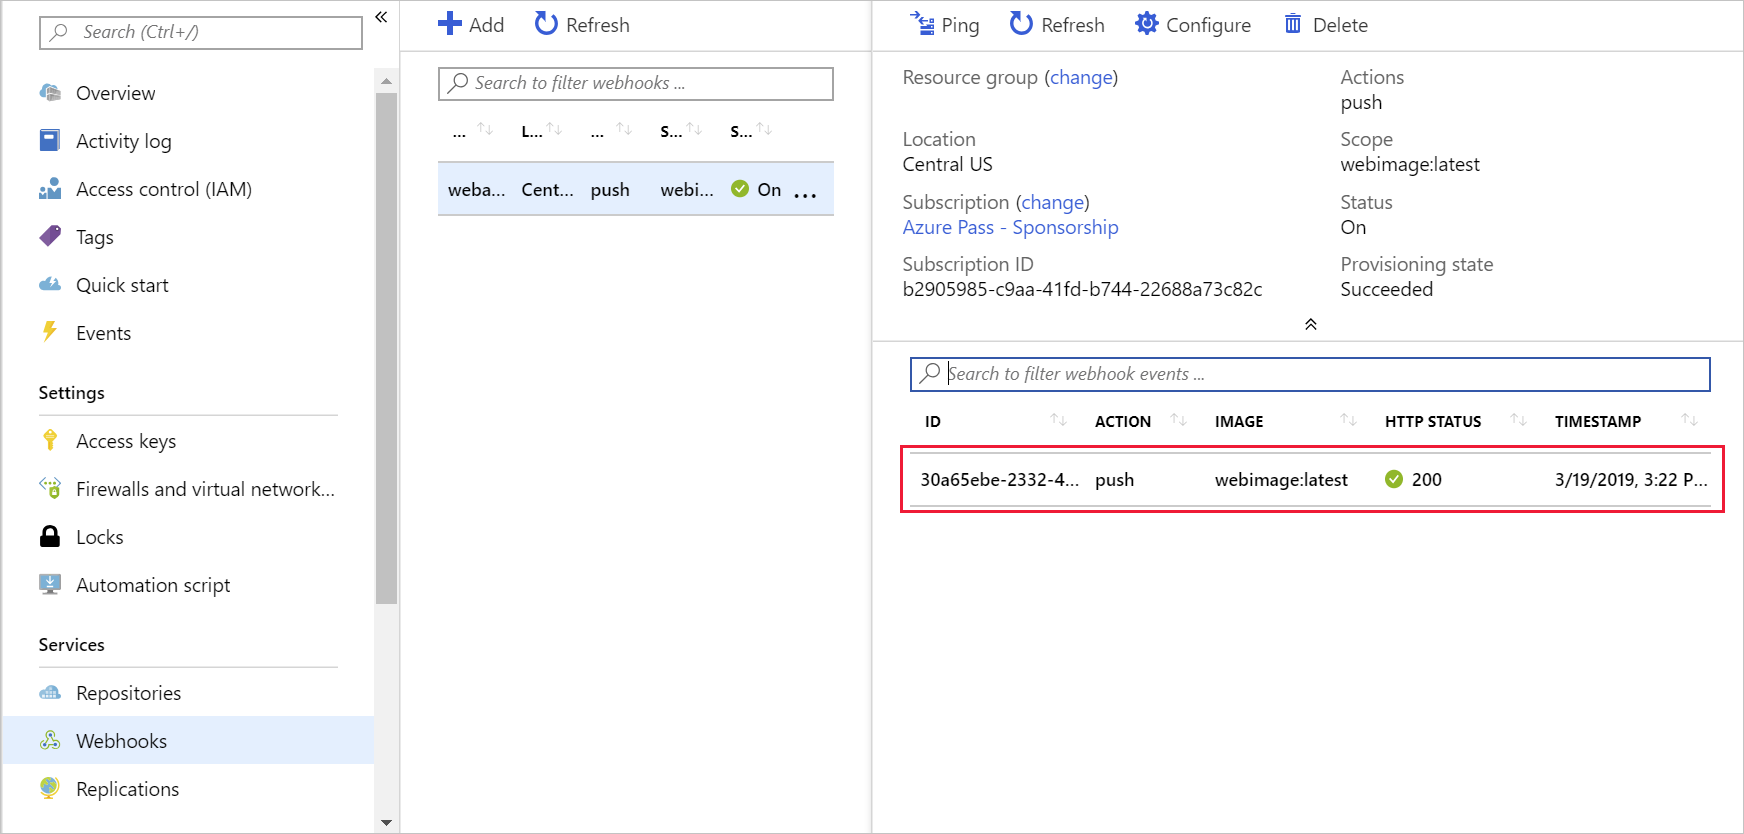 Search (Ctrl+/)
«
Overview
Activity log
Access control (IAM)
Tags
Quick start
Events
Settings
Access keys
Firewalls and virtual network...
Locks
Automation script
Services
Repositories
Webhooks
Replications
Add
Refresh
Search to filter webhooks ...
... L... ... S... S...
weba... Cent... push webi... On ...
Ping
Refresh
Configure
Delete
Resource group (change)
Location
Central US
Subscription (change)
Azure Pass - Sponsorship
Subscription ID
b2905985-c9aa-41fd-b744-22688a73c82c
Actions
push
Scope
webimage:latest
Status
On
Provisioning state
Succeeded
Search to filter webhook events ...
ID ACTION IMAGE HTTP STATUS TIMESTAMP
30a65ebe-2332-4... push webimage:latest 200 3/19/2019, 3:22 P...